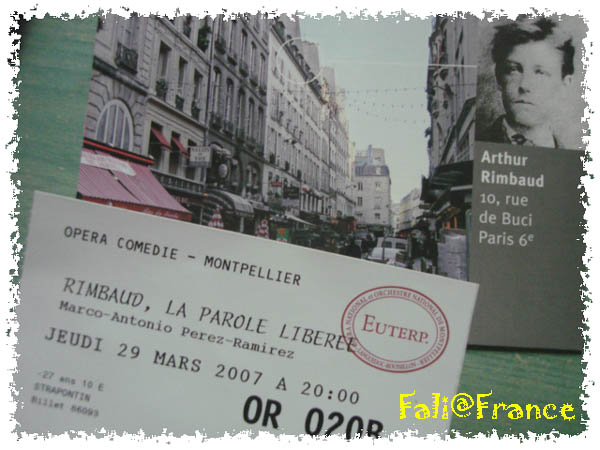 Arthur
Rimbaud
10, rue
de Buci
Paris 6e
OPERA COMEDIE - MONTPELLIER
RIMBAUD, LA PAROLE LIBEREE
Marco-Antonio Perez-Ramirez
JEUDI 29 MARS 2007 A 20:00
EUTERP.
-27 ans 10 E
STRAPONTIN
Billet 66093
OR 020B
Fali@France